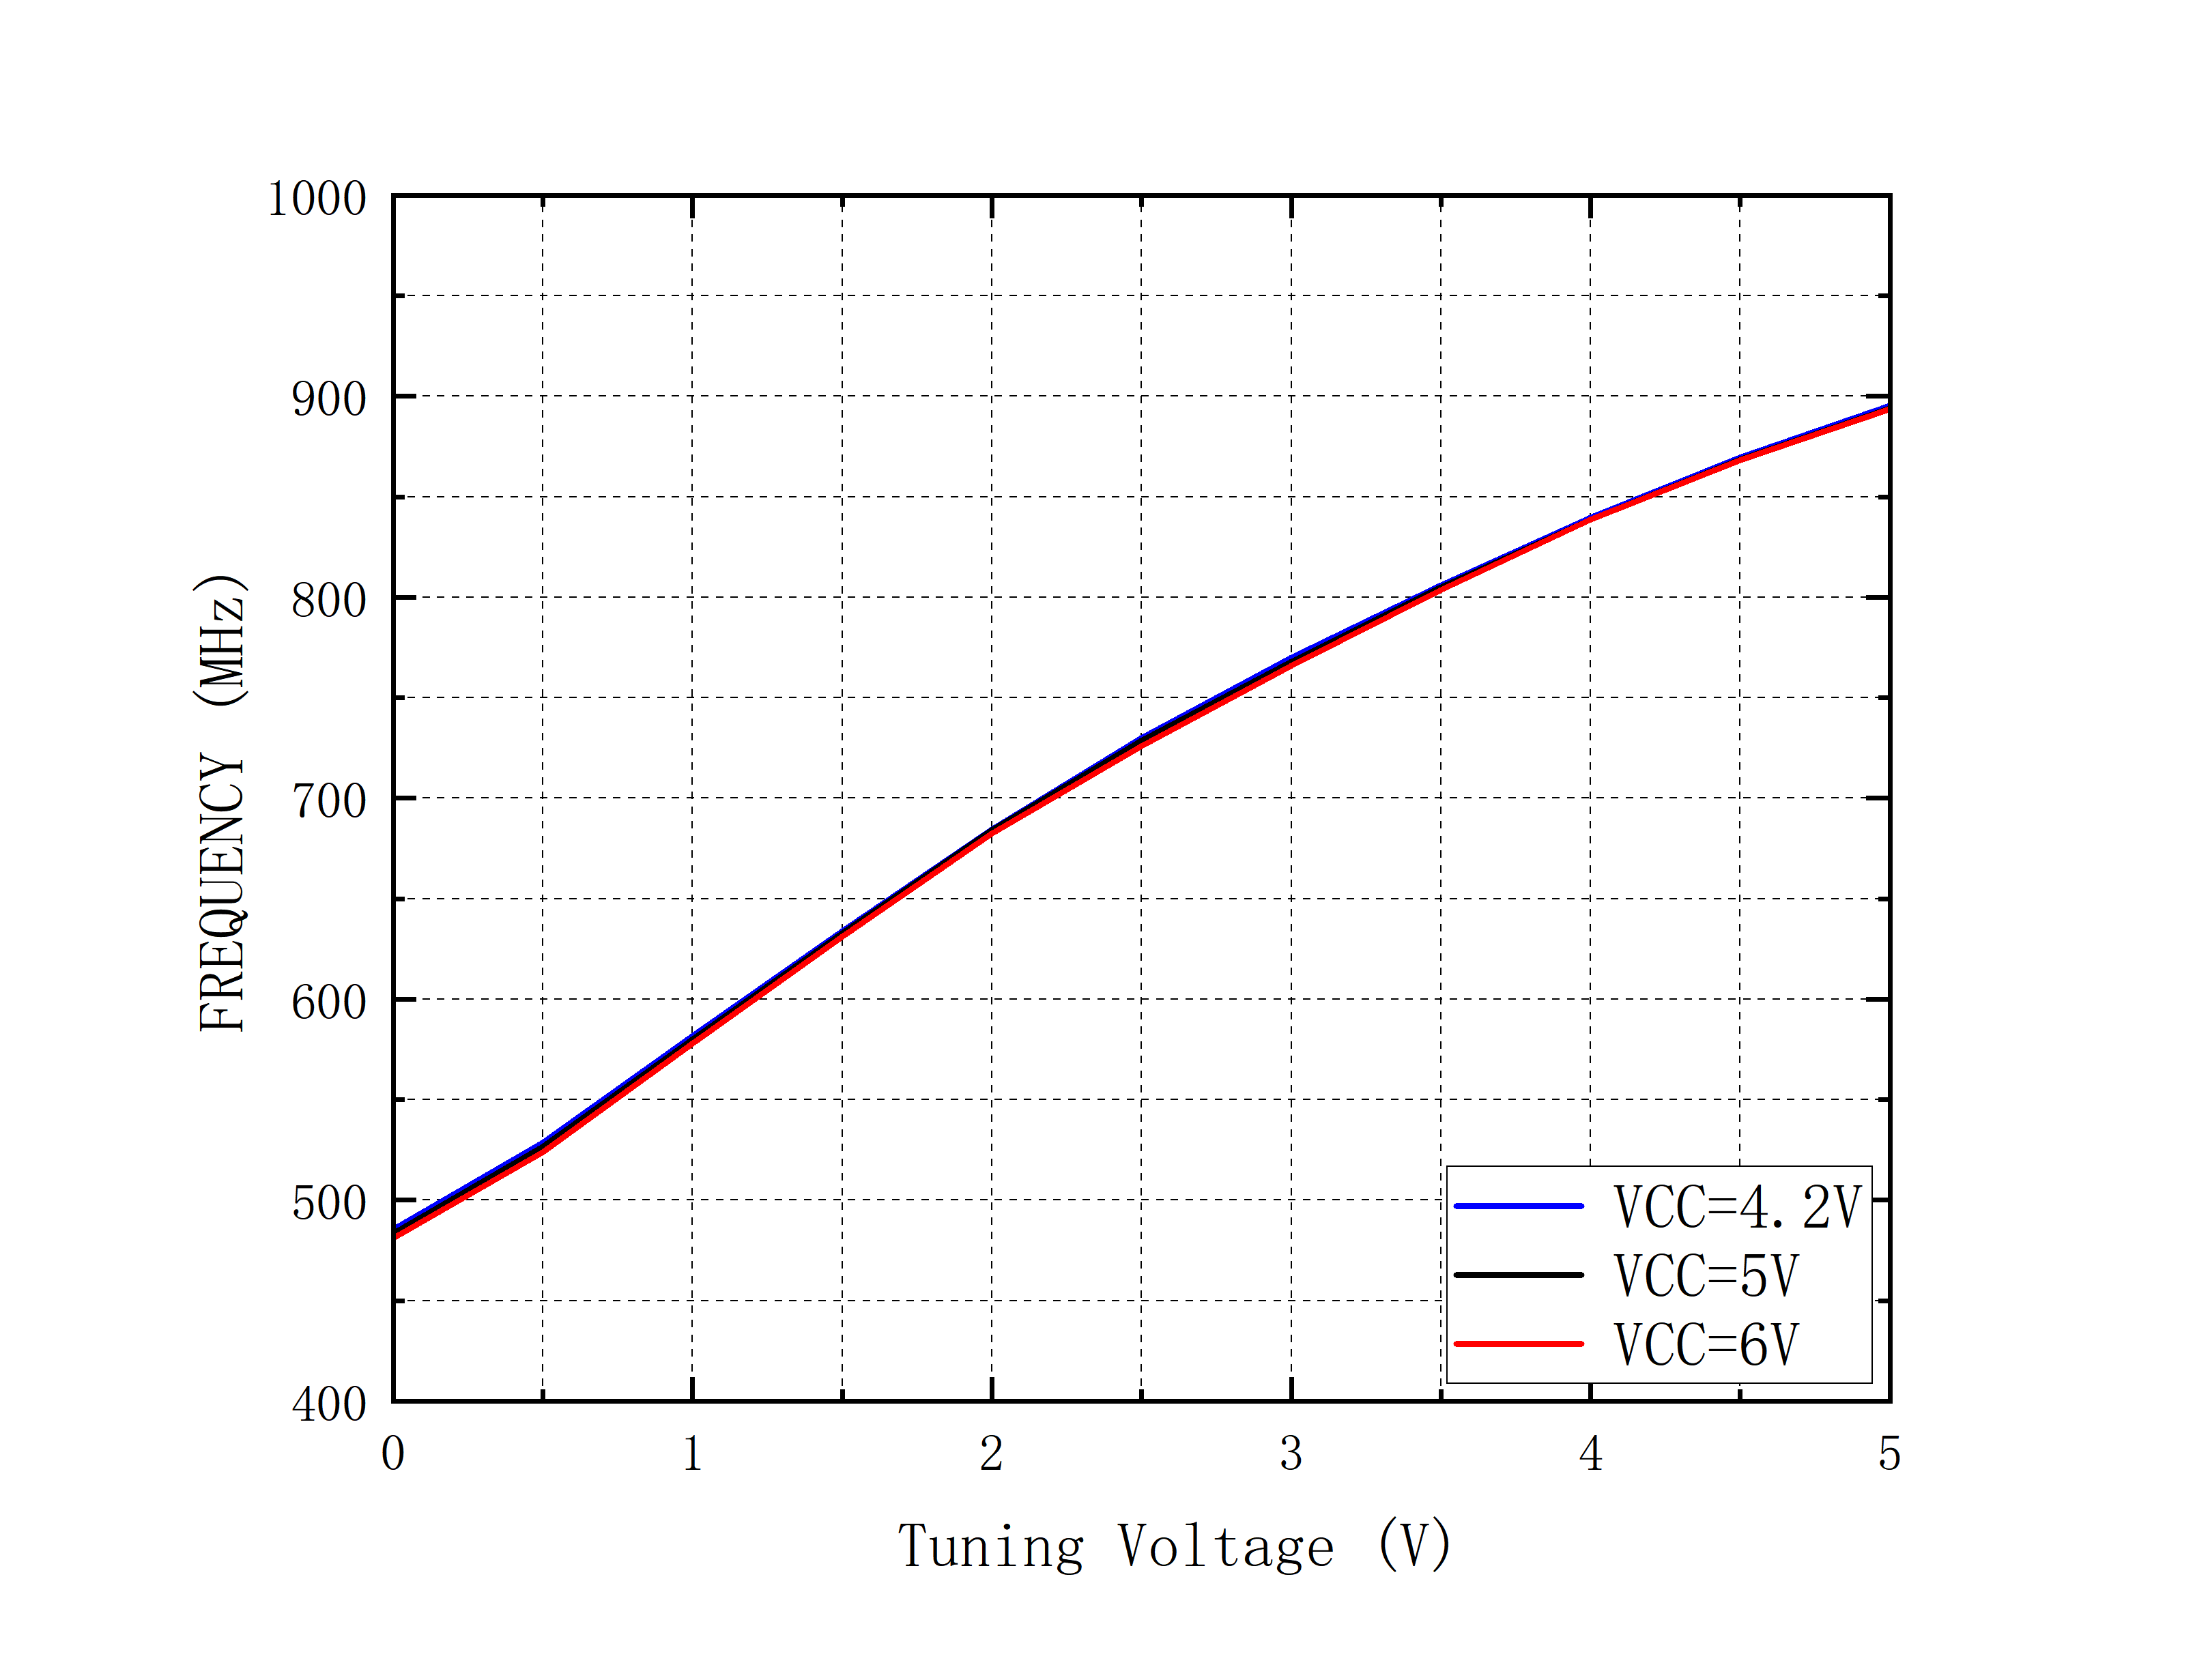 1000
900
800
700
600
500
400
FREQUENCY (MHz)
0 1 2 3 4 5
Tuning Voltage (V)
VCC=4.2V
VCC=5V
VCC=6V